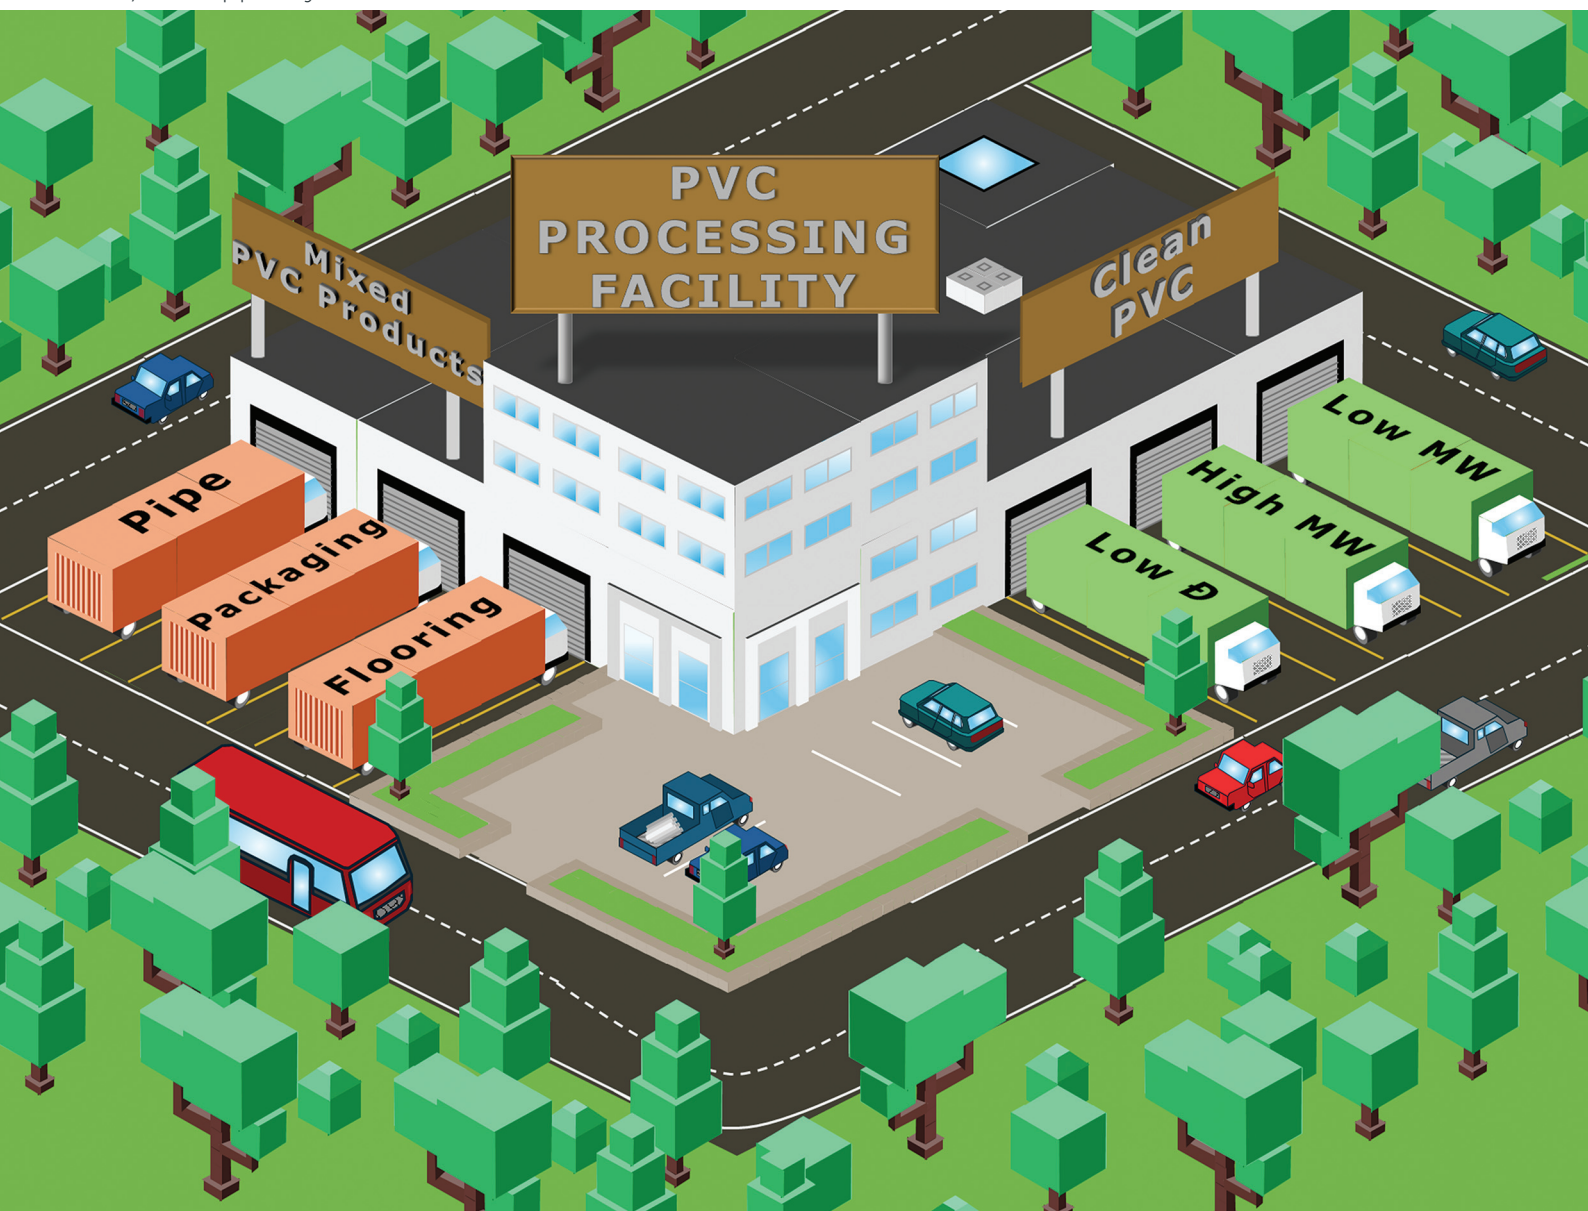 PVC
PROCESSING
FACILITY
Mixed
PVC Products
Clean
PVC
Pipe
Packaging
Flooring
Low MW
High MW
Low Đ